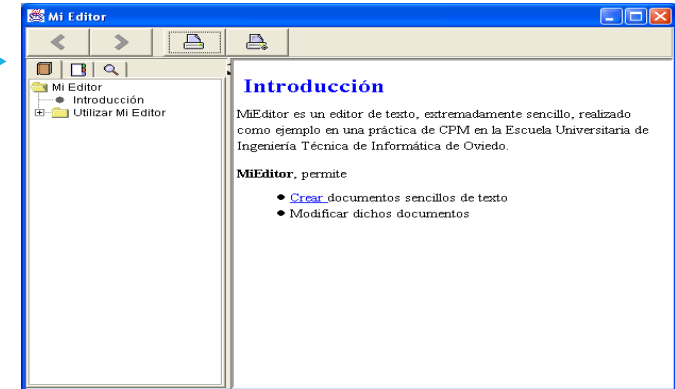 Mi Editor
Mi Editor
Introducción
Utilizar Mi Editor
Introducción
MiEditor es un editor de texto, extremadamente sencillo, realizado
como ejemplo en una práctica de CPM en la Escuela Universitaria de
Ingeniería Técnica de Informática de Oviedo.
MiEditor, permite
Crear documentos sencillos de texto
Modificar dichos documentos